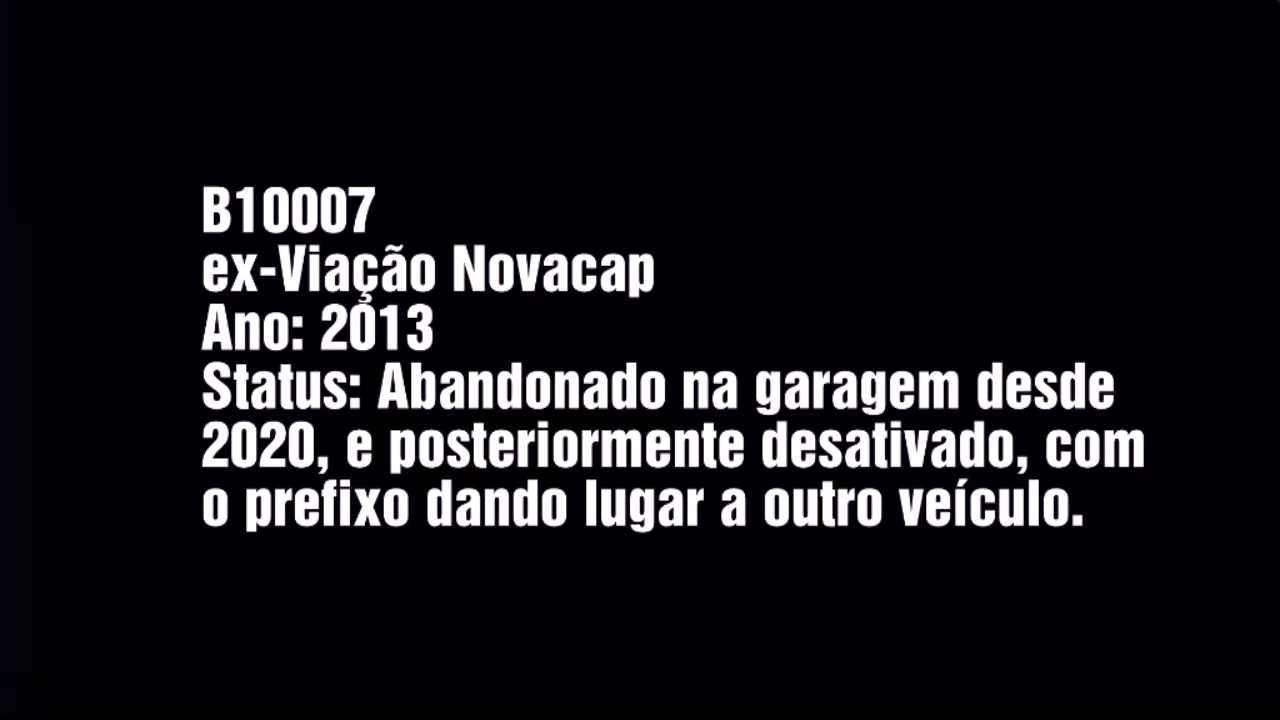 B10007
ex-Viação Novacap
Ano: 2013
Status: Abandonado na garagem desde
2020, e posteriormente desativado, com
o prefixo dando lugar a outro veículo.